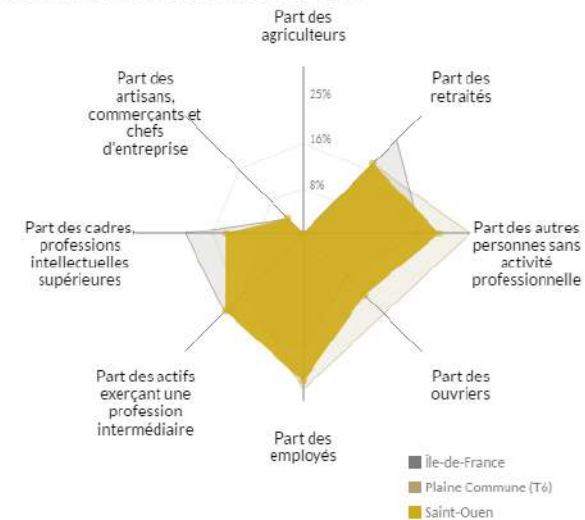 Part des
agriculteurs
Part des
artisans,
commerçants et
chefs
d'entreprise
Part des
retraités
25%
16%
8%
Part des cadres,
professions
intellectuelles
supérieures
Part des autres
personnes sans
activité
professionnelle
Part des actifs
exerçant une
profession
intermédiaire
Part des
ouvriers
Part des
employés
Île-de-France
Plaine Commune (T6)
Saint-Ouen